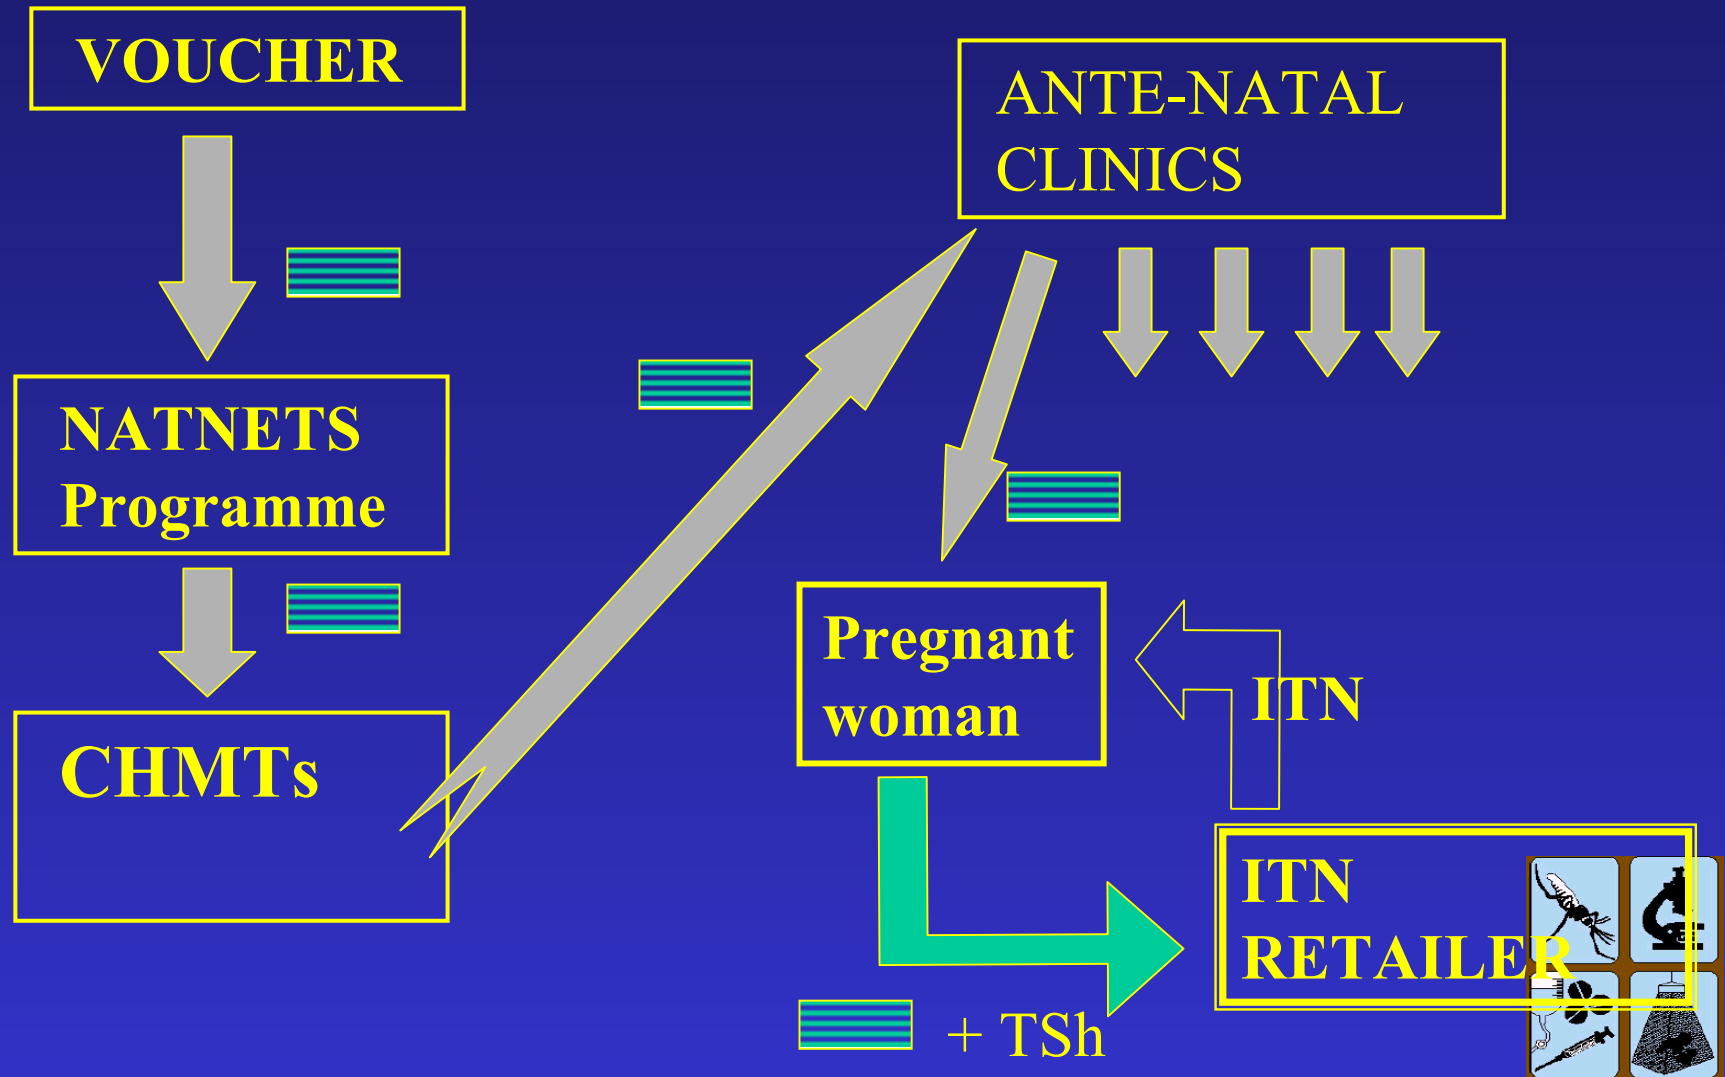 VOUCHER
NATNETS
Programme
CHMTs
ANTE-NATAL
CLINICS
Pregnant
woman
ITN
ITN
RETAILER
+ TSh